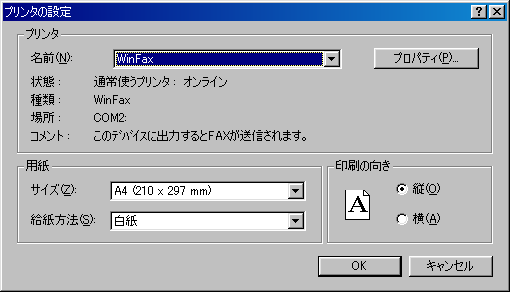 プリンタの設定
プリンタ
名前(N): WinFax プロパティ(P)...
状態 : 通常使うプリンタ : オンライン
種類 : WinFax
場所 : COM2:
コメント : このデバイスに出力するとFAXが送信されます。
用紙
サイズ(Z): A4 (210 x 297 mm)
給紙方法(S): 白紙
印刷の向き
A
縦(O)
横(A)
OK キャンセル